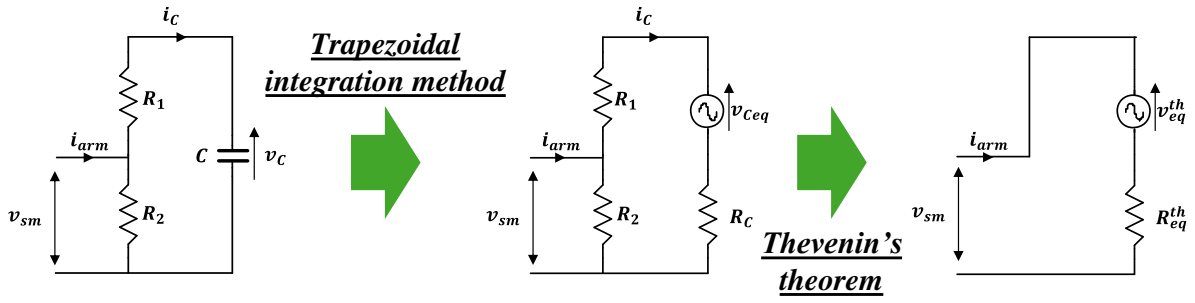 i_C
R_1
i_arm
C
v_C
v_sm
R_2
Trapezoidal
integration method
i_C
R_1
v_Ceq
i_arm
v_sm
R_2
R_C
Thevenin's
theorem
v_eq^th
i_arm
v_sm
R_eq^th